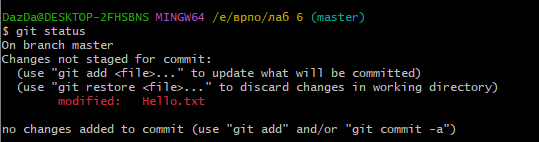 DazDa@DESKTOP-2FHSBNS MINGW64 /e/врпо/лаб 6 (master)
$ git status
On branch master
Changes not staged for commit:
  (use "git add <file>..." to update what will be committed)
  (use "git restore <file>..." to discard changes in working directory)
        modified:   Hello.txt

no changes added to commit (use "git add" and/or "git commit -a")